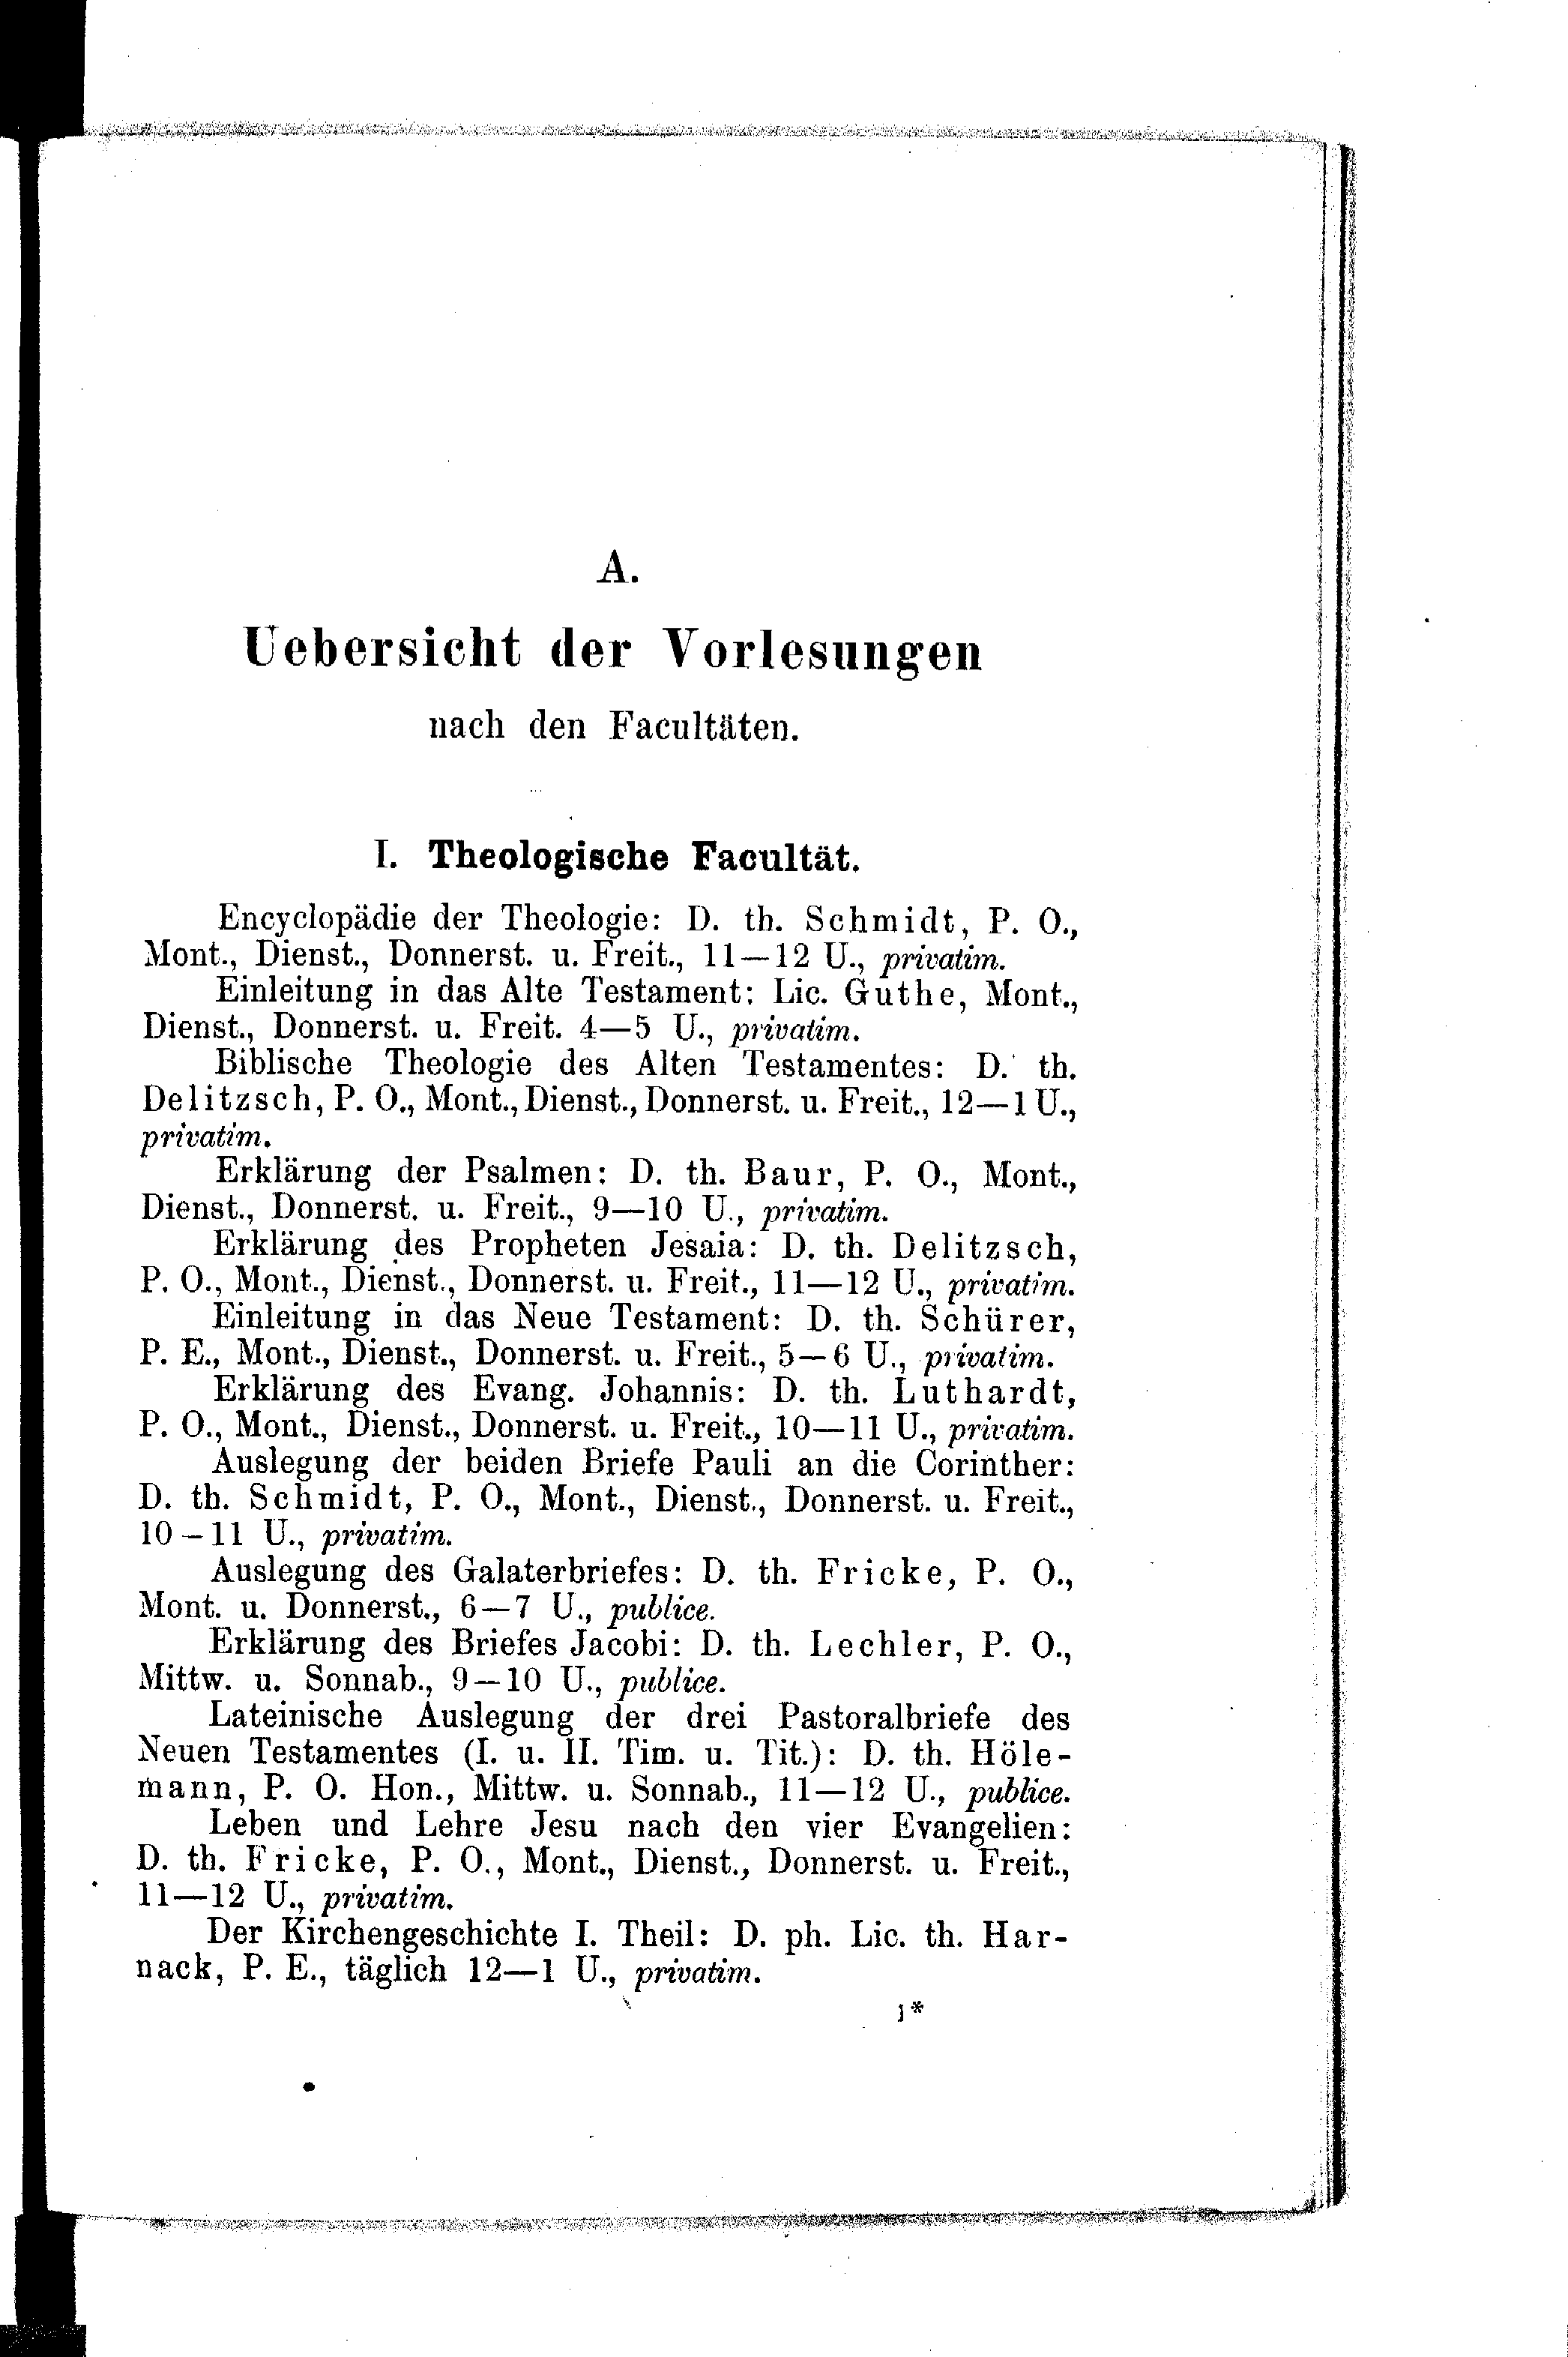 A.
Uebersicht der Vorlesungen
nach den Facultäten.
I. Theologische Facultät.
Encyclopädie der Theologie: D. th. Schmidt, P. O.,
Mont., Dienst., Donnerst. u. Freit., 11—12 U., privatim.
Einleitung in das Alte Testament: Lic. Guthe, Mont.,
Dienst., Donnerst. u. Freit. 4—5 U., privatim.
Biblische Theologie des Alten Testamentes: D. th.
Delitzsch, P. O., Mont., Dienst., Donnerst. u. Freit., 12—1 U.,
privatim.
Erklärung der Psalmen: D. th. Baur, P. O., Mont.,
Dienst., Donnerst. u. Freit., 9—10 U., privatim.
Erklärung des Propheten Jesaia: D. th. Delitzsch,
P. O., Mont., Dienst., Donnerst. u. Freit., 11—12 U., privatim.
Einleitung in das Neue Testament: D. th. Schürer,
P. E., Mont., Dienst., Donnerst. u. Freit., 5—6 U., privatim.
Erklärung des Evang. Johannis: D. th. Luthardt,
P. O., Mont., Dienst., Donnerst. u. Freit., 10—11 U., privatim.
Auslegung der beiden Briefe Pauli an die Corinther:
D. th. Schmidt, P. O., Mont., Dienst., Donnerst. u. Freit.,
10–11 U., privatim.
Auslegung des Galaterbriefes: D. th. Fricke, P. O.,
Mont. u. Donnerst., 6—7 U., publice.
Erklärung des Briefes Jacobi: D. th. Lechler, P. O.,
Mittw. u. Sonnab., 9—10 U., publice.
Lateinische Auslegung der drei Pastoralbriefe des
Neuen Testamentes (I. u. II. Tim. u. Tit.): D. th. Höle-
mann, P. O. Hon., Mittw. u. Sonnab., 11—12 U., publice.
Leben und Lehre Jesu nach den vier Evangelien:
D. th. Fricke, P. O., Mont., Dienst., Donnerst. u. Freit.,
11—12 U., privatim.
Der Kirchengeschichte I. Theil: D. ph. Lic. th. Har-
nack, P. E., täglich 12—1 U., privatim.
1*